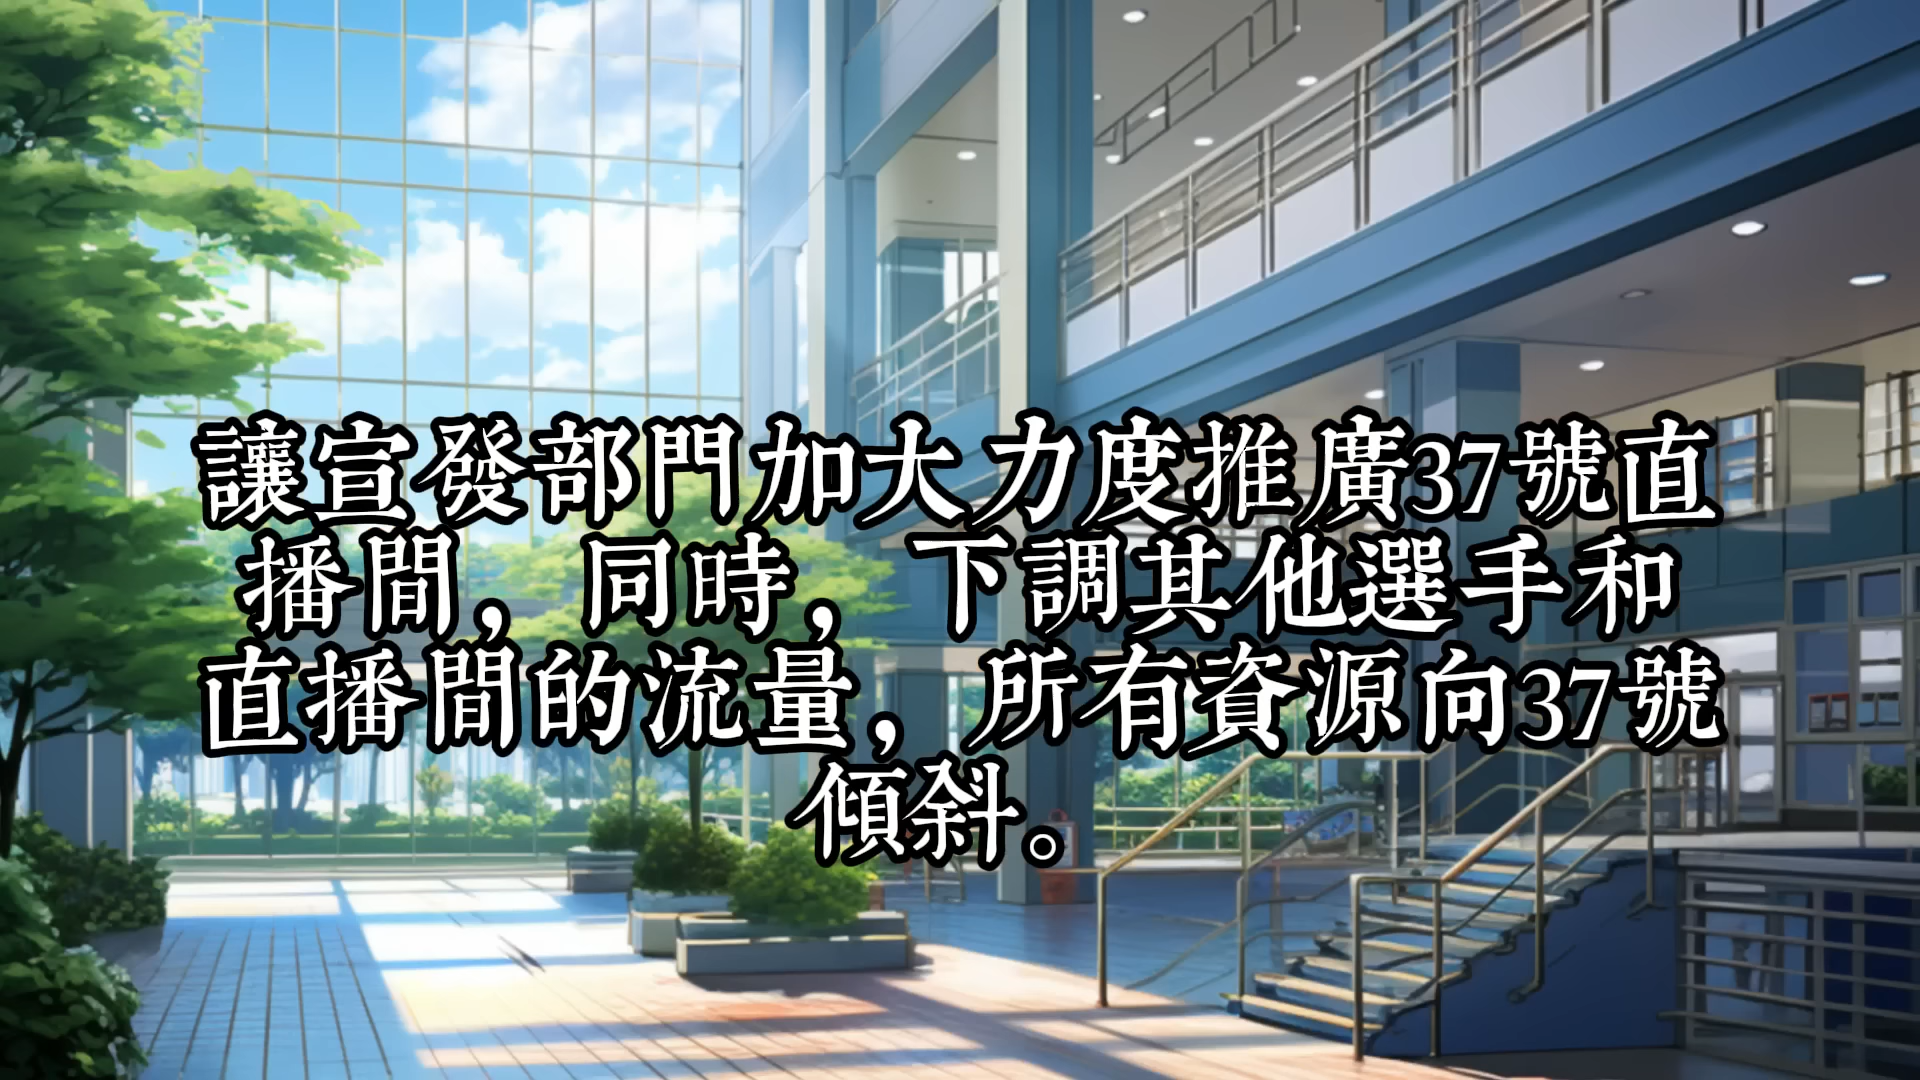 讓宣發部門加大力度推廣37號直
播間，同時，下調其他選手和
直播間的流量，所有資源向37號
傾斜。